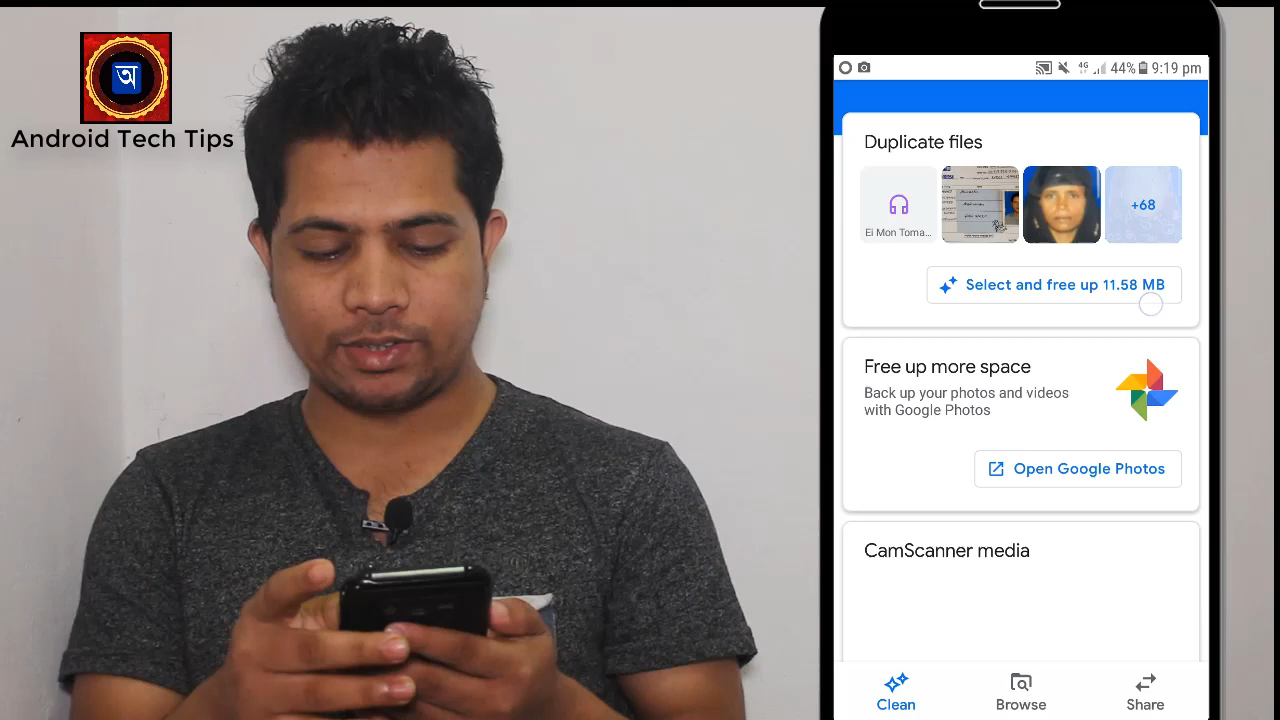 অ
Android Tech Tips
4G 44% 9:19 pm
Duplicate files
Ei Mon Toma...
+68
Select and free up 11.58 MB
Free up more space
Back up your photos and videos
with Google Photos
Open Google Photos
CamScanner media
Clean
Browse
Share